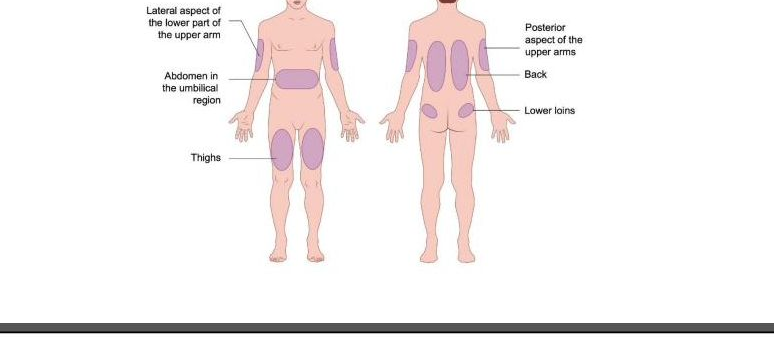 Lateral aspect of
the lower part of
the upper arm
Abdomen in
the umbilical
region
Thighs
Posterior
aspect of the
upper arms
Back
Lower loins